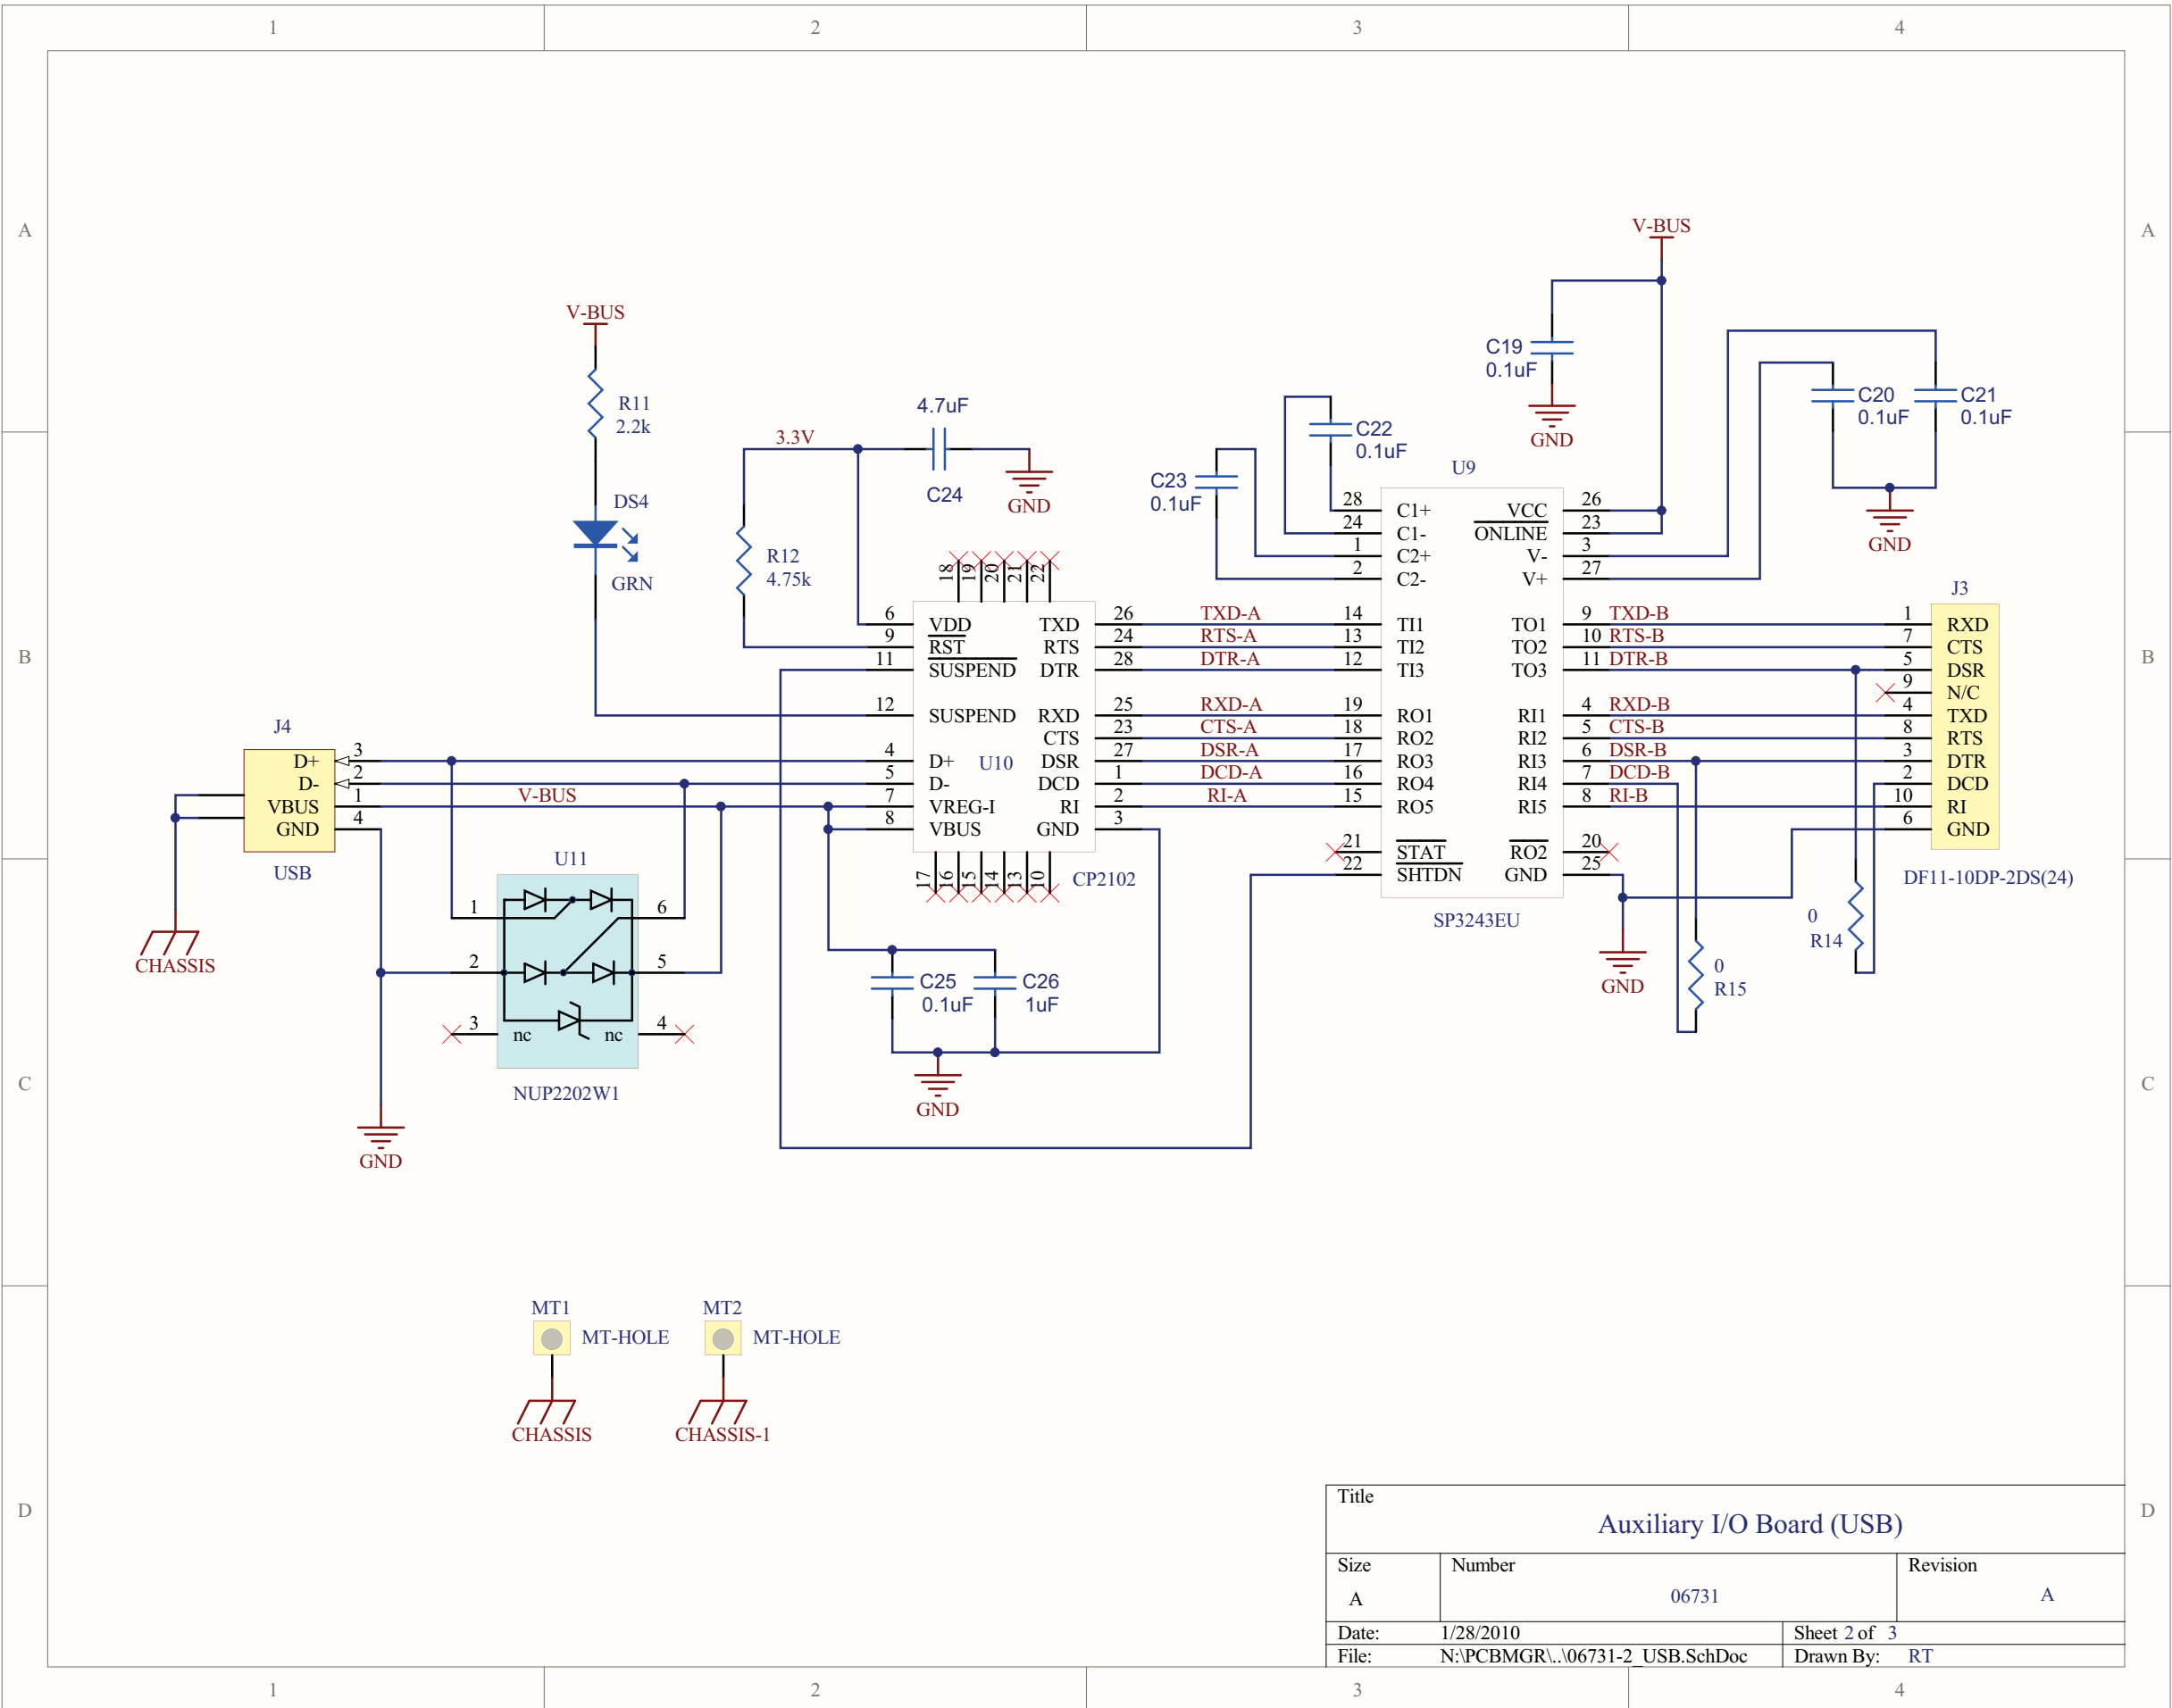 1 2 3 4
A A
B B
C C
D D
1 2 3 4
V-BUS
R11
2.2k
DS4
GRN
3.3V
4.7uF
C24
GND
R12
4.75k
18 19 20 21 22
6 VDD TXD 26
9 RST RTS 24
11 SUSPEND DTR 28
12 SUSPEND RXD 25
CTS 23
4 D+ U10 DSR 27
5 D- DCD 1
7 VREG-I RI 2
8 VBUS GND 3
17 16 15 14 13 10
CP2102
J4
D+ 3
D- 2
VBUS 1
GND 4
USB
V-BUS
CHASSIS
U11
1 6
2 5
3 nc nc 4
NUP2202W1
GND
C25
0.1uF
C26
1uF
GND
TXD-A
RTS-A
DTR-A
RXD-A
CTS-A
DSR-A
DCD-A
RI-A
C23
0.1uF
C22
0.1uF
V-BUS
C19
0.1uF
GND
C20
0.1uF
C21
0.1uF
GND
U9
28 C1+ VCC 26
24 C1- ONLINE 23
1 C2+ V- 3
2 C2- V+ 27
14 TI1 TO1 9
13 TI2 TO2 10
12 TI3 TO3 11
19 RO1 RI1 4
18 RO2 RI2 5
17 RO3 RI3 6
16 RO4 RI4 7
15 RO5 RI5 8
21 STAT RO2 20
22 SHTDN GND 25
SP3243EU
TXD-B
RTS-B
DTR-B
RXD-B
CTS-B
DSR-B
DCD-B
RI-B
GND
0
R15
0
R14
J3
1 RXD
7 CTS
5 DSR
9 N/C
4 TXD
8 RTS
3 DTR
2 DCD
10 RI
6 GND
DF11-10DP-2DS(24)
MT1
MT-HOLE
CHASSIS
MT2
MT-HOLE
CHASSIS-1
Title
Auxiliary I/O Board (USB)
Size Number Revision
A 06731 A
Date: 1/28/2010 Sheet 2 of 3
File: N:\PCBMGR\..\06731-2_USB.SchDoc Drawn By: RT